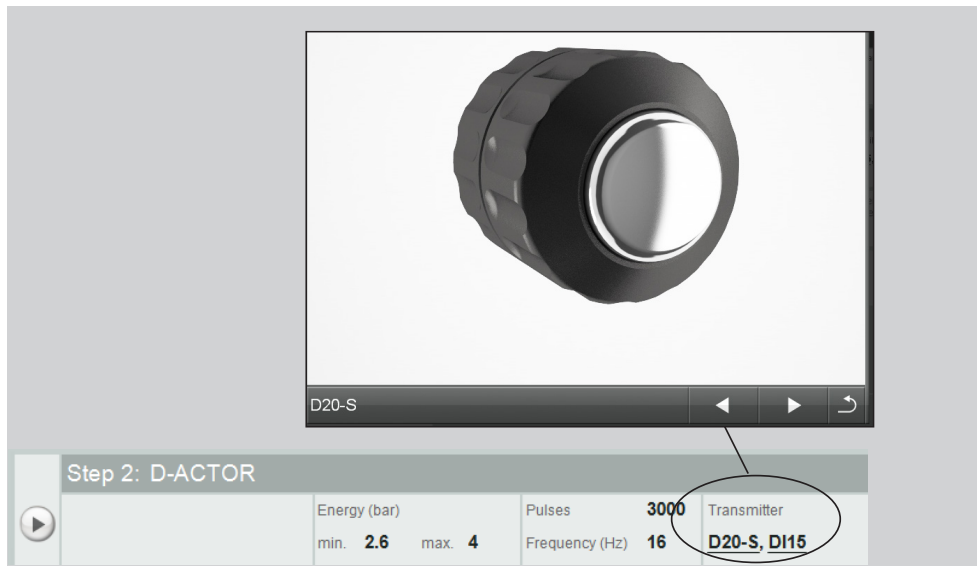 D20-S
Step 2: D-ACTOR
Energy (bar)
min. 2.6 max. 4
Pulses 3000
Frequency (Hz) 16
Transmitter
D20-S, DI15